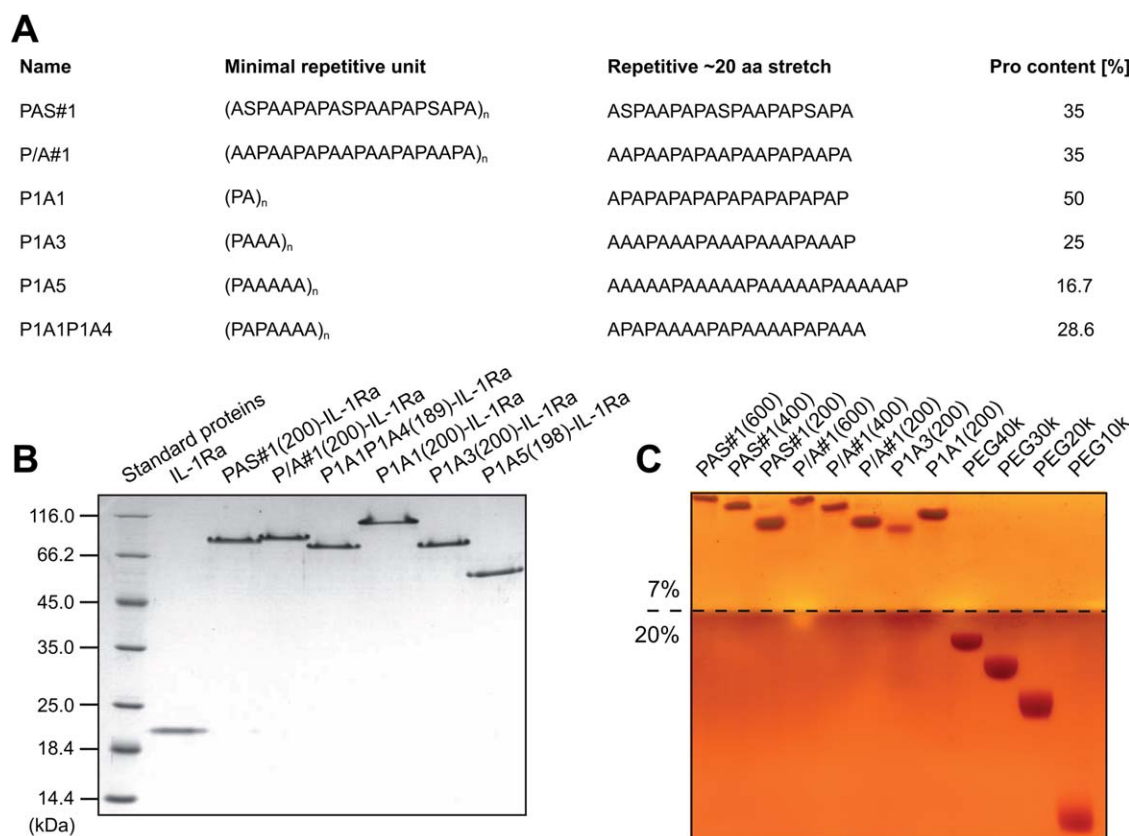 A
Name Minimal repetitive unit Repetitive ~20 aa stretch Pro content [%]
PAS#1 (ASPAAPAPASPAAPAPSAPA)n ASPAAPAPASPAAPAPSAPA 35
P/A#1 (AAPAAPAPAAPAAPAPAAPA)n AAPAAPAPAAPAAPAPAAPA 35
P1A1 (PA)n APAPAPAPAPAPAPAPAPAP 50
P1A3 (PAAA)n AAAPAAAPAAAPAAAPAAAP 25
P1A5 (PAAAAA)n AAAAAPAAAAAPAAAAAPAAAAAP 16.7
P1A1P1A4 (PAPAAAA)n APAPAAAAPAPAAAAPAPAAA 28.6
B
Standard proteins
IL-1Ra
PAS#1(200)-IL-1Ra
P/A#1(200)-IL-1Ra
P1A1P1A4(189)-IL-1Ra
P1A1(200)-IL-1Ra
P1A3(200)-IL-1Ra
P1A5(198)-IL-1Ra
116.0
66.2
45.0
35.0
25.0
18.4
14.4
(kDa)
C
PAS#1(600)
PAS#1(400)
PAS#1(200)
P/A#1(600)
P/A#1(400)
P/A#1(200)
P1A3(200)
P1A1(200)
PEG40k
PEG30k
PEG20k
PEG10k
7%
20%